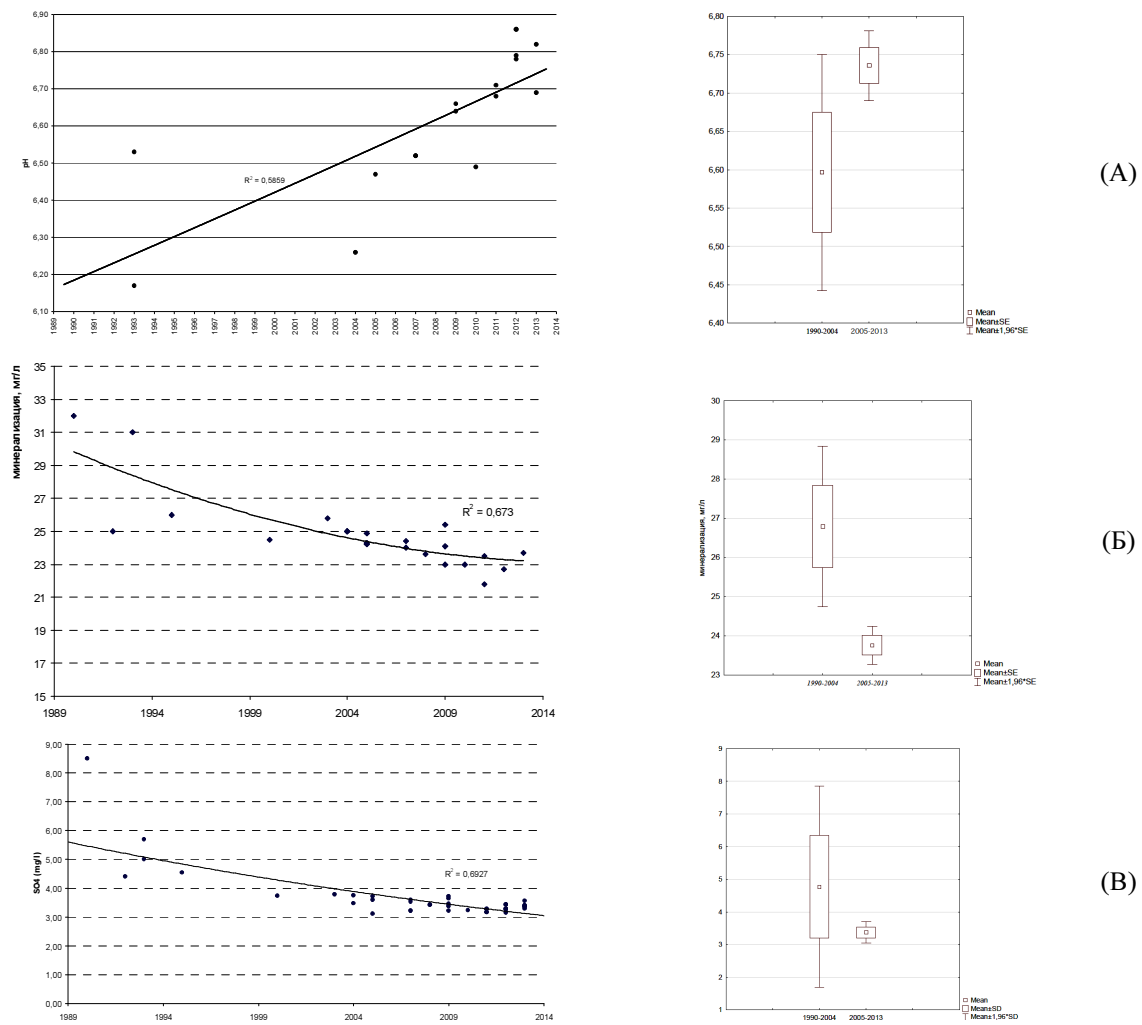 6,90
6,80
6,70
6,60
6,50
6,40
6,30
6,20
6,10
pH
R² = 0,5859
1989 1990 1991 1992 1993 1994 1995 1996 1997 1998 1999 2000 2001 2002 2003 2004 2005 2006 2007 2008 2009 2010 2011 2012 2013 2014
6,80
6,75
6,70
6,65
6,60
6,55
6,50
6,45
6,40
1990-2004 2005-2013
Mean
Mean±SE
Mean±1,96*SE
(А)
35
33
31
29
27
25
23
21
19
17
15
минерализация, мг/л
R² = 0,673
1989 1994 1999 2004 2009 2014
30
29
28
27
26
25
24
23
минерализация, мг/л
1990-2004 2005-2013
Mean
Mean±SE
Mean±1,96*SE
(Б)
9,00
8,00
7,00
6,00
5,00
4,00
3,00
2,00
1,00
0,00
SO4 (mg/l)
R² = 0,6927
1989 1994 1999 2004 2009 2014
9
8
7
6
5
4
3
2
1
1990-2004 2005-2013
Mean
Mean±SD
Mean±1,96*SD
(В)